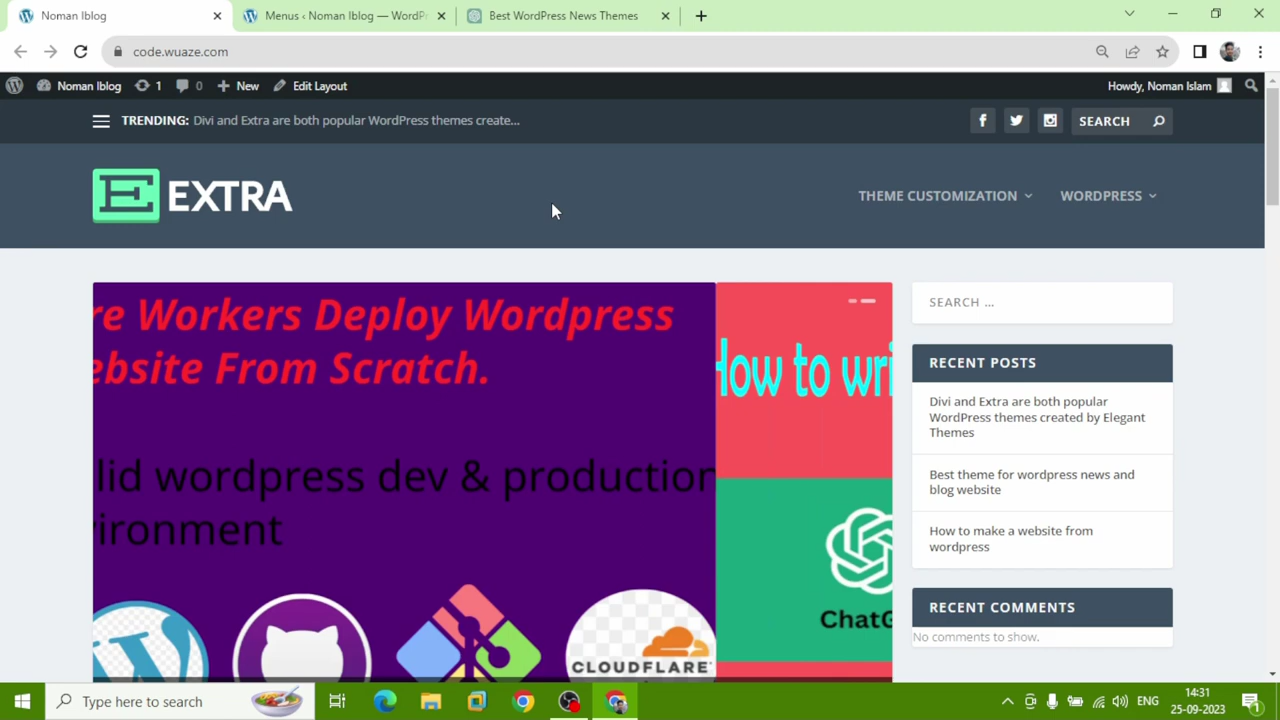 Noman Iblog
Menus ‹ Noman Iblog — WordPr
Best WordPress News Themes
code.wuaze.com
Noman Iblog
1
0
New
Edit Layout
Howdy, Noman Islam
TRENDING: Divi and Extra are both popular WordPress themes create...
SEARCH
E EXTRA
THEME CUSTOMIZATION
WORDPRESS
re Workers Deploy Wordpress
ebsite From Scratch.
lid wordpress dev & production
vironment
CLOUDFLARE
How to wri
ChatG
SEARCH …
RECENT POSTS
Divi and Extra are both popular
WordPress themes created by Elegant
Themes
Best theme for wordpress news and
blog website
How to make a website from
wordpress
RECENT COMMENTS
No comments to show.
Type here to search
ENG
14:31
25-09-2023
1